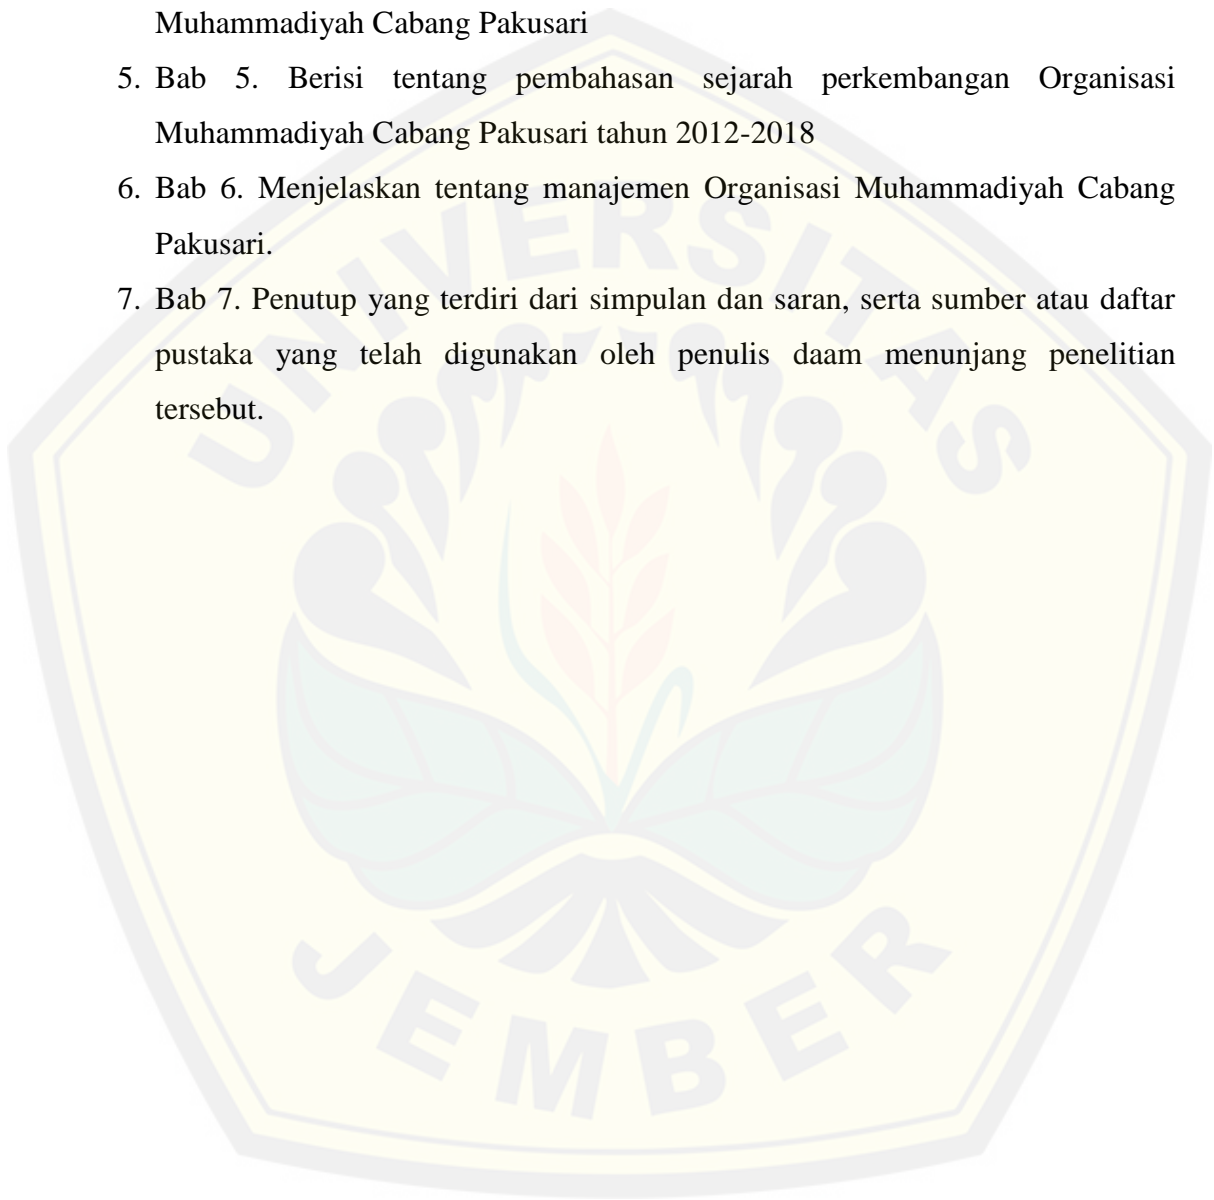 Muhammadiyah Cabang Pakusari
5. Bab 5. Berisi tentang pembahasan sejarah perkembangan Organisasi
Muhammadiyah Cabang Pakusari tahun 2012-2018
6. Bab 6. Menjelaskan tentang manajemen Organisasi Muhammadiyah Cabang
Pakusari.
7. Bab 7. Penutup yang terdiri dari simpulan dan saran, serta sumber atau daftar
pustaka yang telah digunakan oleh penulis daam menunjang penelitian
tersebut.
UNIVERSITAS
JEMBER